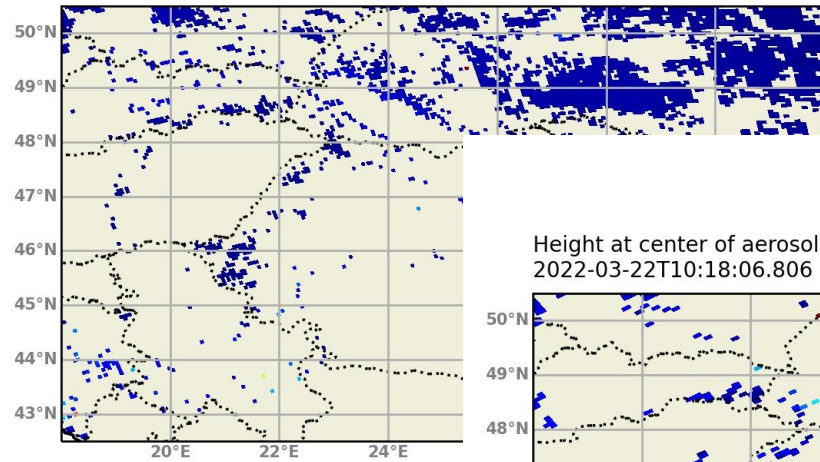 50°N
49°N
48°N
47°N
46°N
45°N
44°N
43°N
20°E
22°E
24°E
Height at center of aerosol
2022-03-22T10:18:06.806
50°N
49°N
48°N